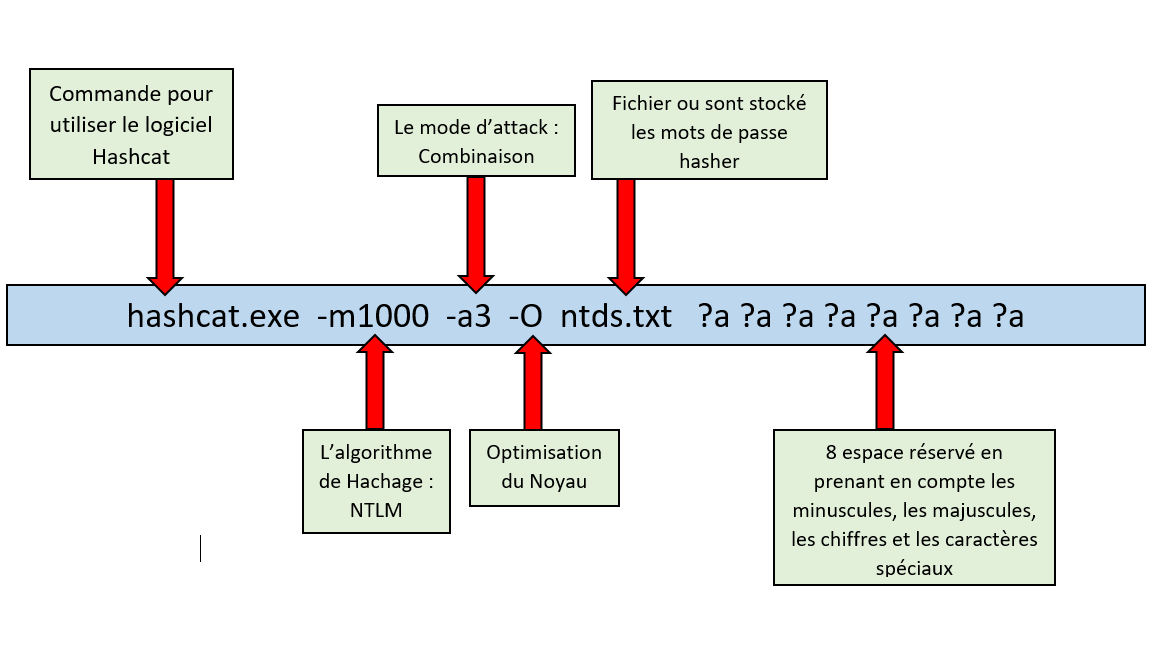 Commande pour
utiliser le logiciel
Hashcat
Le mode d’attack :
Combinaison
Fichier ou sont stocké
les mots de passe
hasher
hashcat.exe -m1000 -a3 -O ntds.txt ?a ?a ?a ?a ?a ?a ?a ?a
L’algorithme
de Hachage :
NTLM
Optimisation
du Noyau
8 espace réservé en
prenant en compte les
minuscules, les majuscules,
les chiffres et les caractères
spéciaux